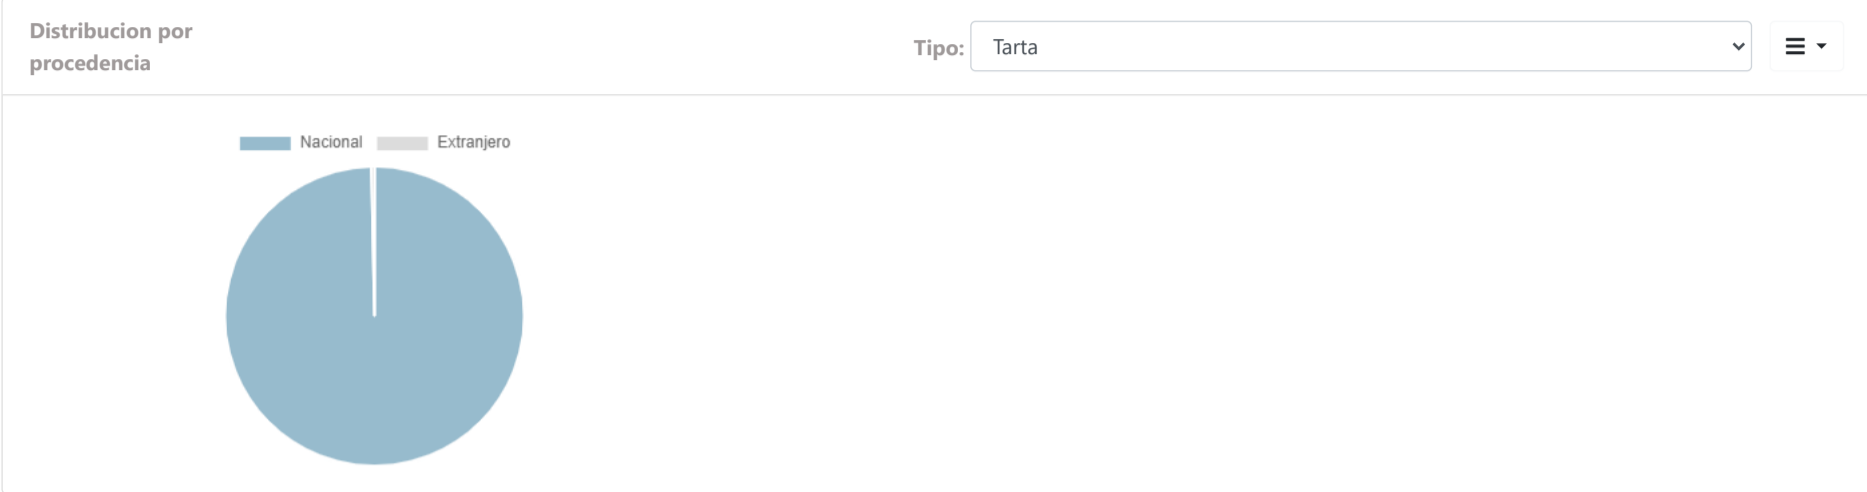 Distribucion por
procedencia
Tipo: Tarta
Nacional Extranjero